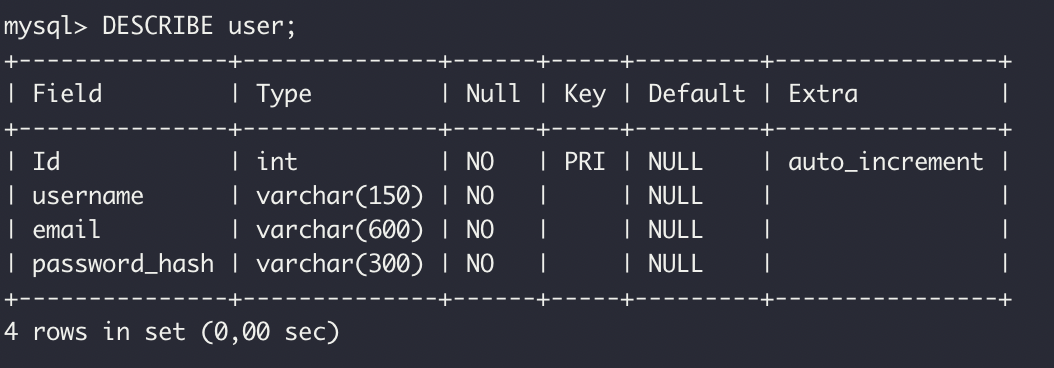 mysql> DESCRIBE user;
+---------------+--------------+------+-----+---------+----------------+
| Field         | Type         | Null | Key | Default | Extra          |
+---------------+--------------+------+-----+---------+----------------+
| Id            | int          | NO   | PRI | NULL    | auto_increment |
| username      | varchar(150) | NO   |     | NULL    |                |
| email         | varchar(600) | NO   |     | NULL    |                |
| password_hash | varchar(300) | NO   |     | NULL    |                |
+---------------+--------------+------+-----+---------+----------------+
4 rows in set (0,00 sec)